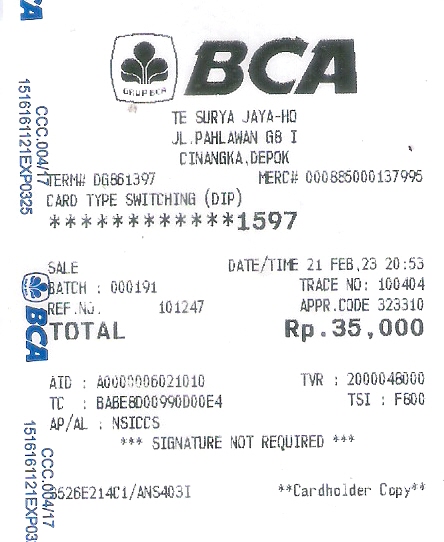 BCA
GRUP BCA
TE SURYA JAYA-HO
JL.PAHLAWAN G8 I
CINANGKA,DEPOK
TERM# DG861397 MERC# 000885000137995
CARD TYPE SWITCHING (DIP)
************1597
SALE DATE/TIME 21 FEB,23 20:53
BATCH : 000191 TRACE NO: 100404
REF.NO. 101247 APPR.CODE 323310
TOTAL Rp.35,000
AID : A0000006021010 TVR : 2000048000
TC : BABE8D00990D00E4 TSI : F800
AP/AL : NSICCS
*** SIGNATURE NOT REQUIRED ***
6526E214C1/ANS403I **Cardholder Copy**
CA
CCC.004/17
1516161121EXP0325
BCA
CCC.004/17
1516161121EXP03